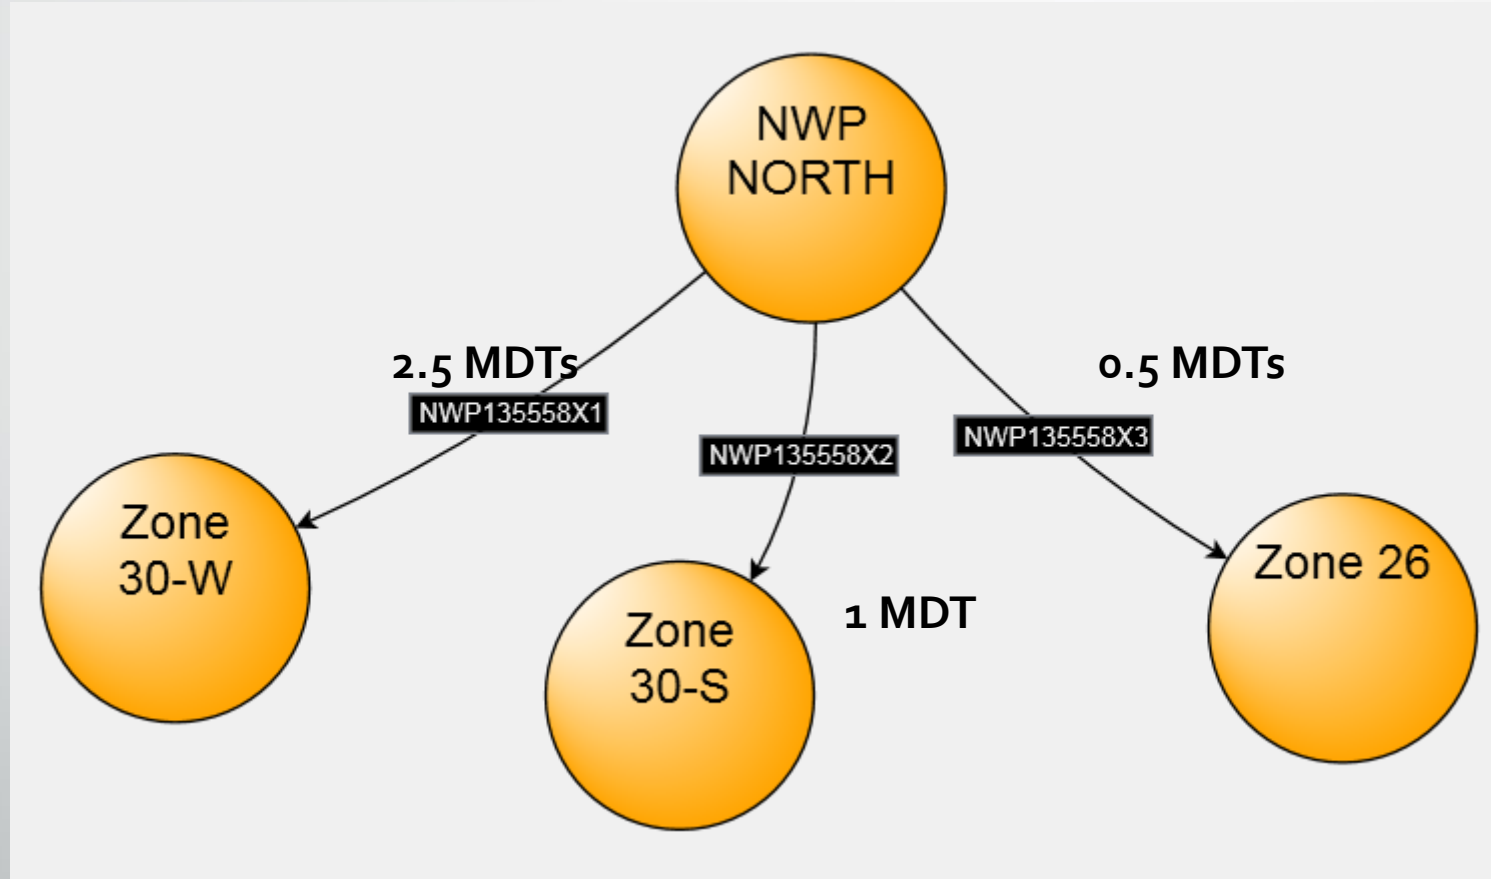 NWP
NORTH
2.5 MDTs
0.5 MDTs
NWP135558X1
NWP135558X2
NWP135558X3
Zone
30-W
Zone
30-S
1 MDT
Zone 26